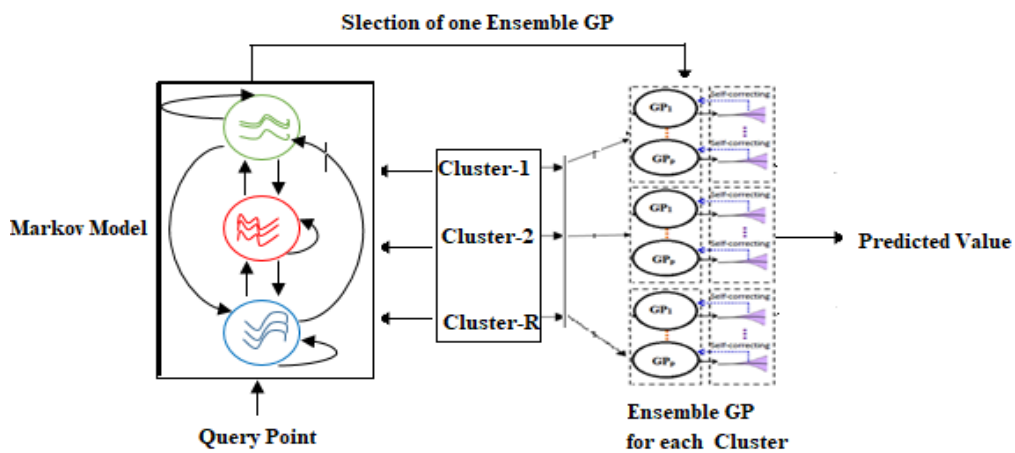 Slection of one Ensemble GP
Markov Model
Query Point
Cluster-1
Cluster-2
Cluster-R
Self-correcting
GP₁
Self-correcting
GPₚ
Self-correcting
GP₁
Self-correcting
GPₚ
Self-correcting
GP₁
Self-correcting
GPₚ
Ensemble GP
for each Cluster
Predicted Value